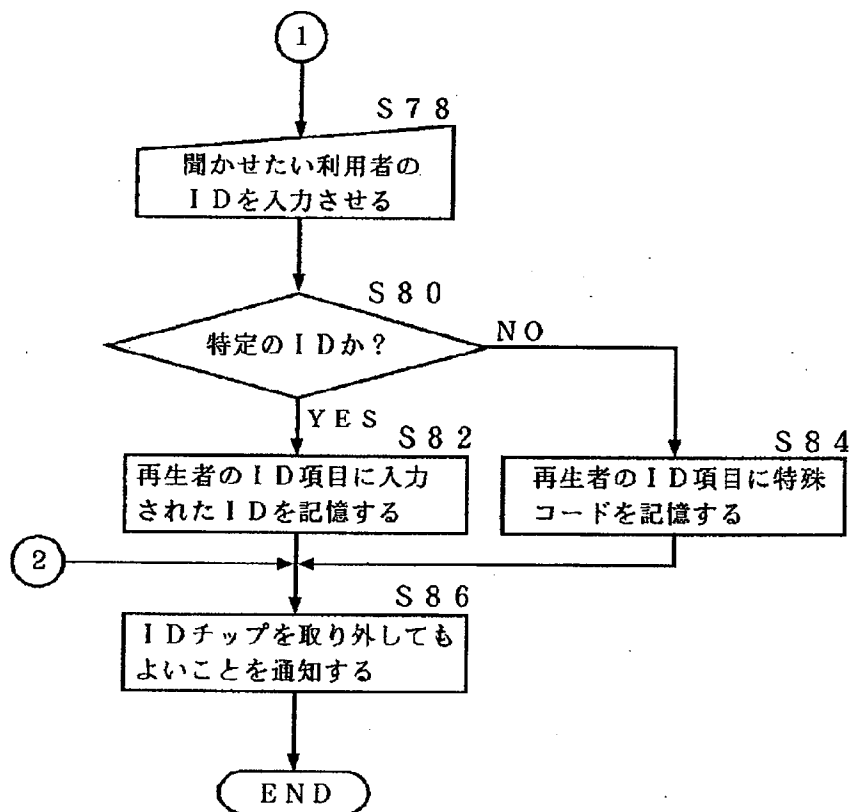 1
S78
聞かせたい利用者の
IDを入力させる
S80
特定のIDか?
NO
YES
S82
再生者のID項目に入力
されたIDを記憶する
S84
再生者のID項目に特殊
コードを記憶する
2
S86
IDチップを取り外しても
よいことを通知する
END